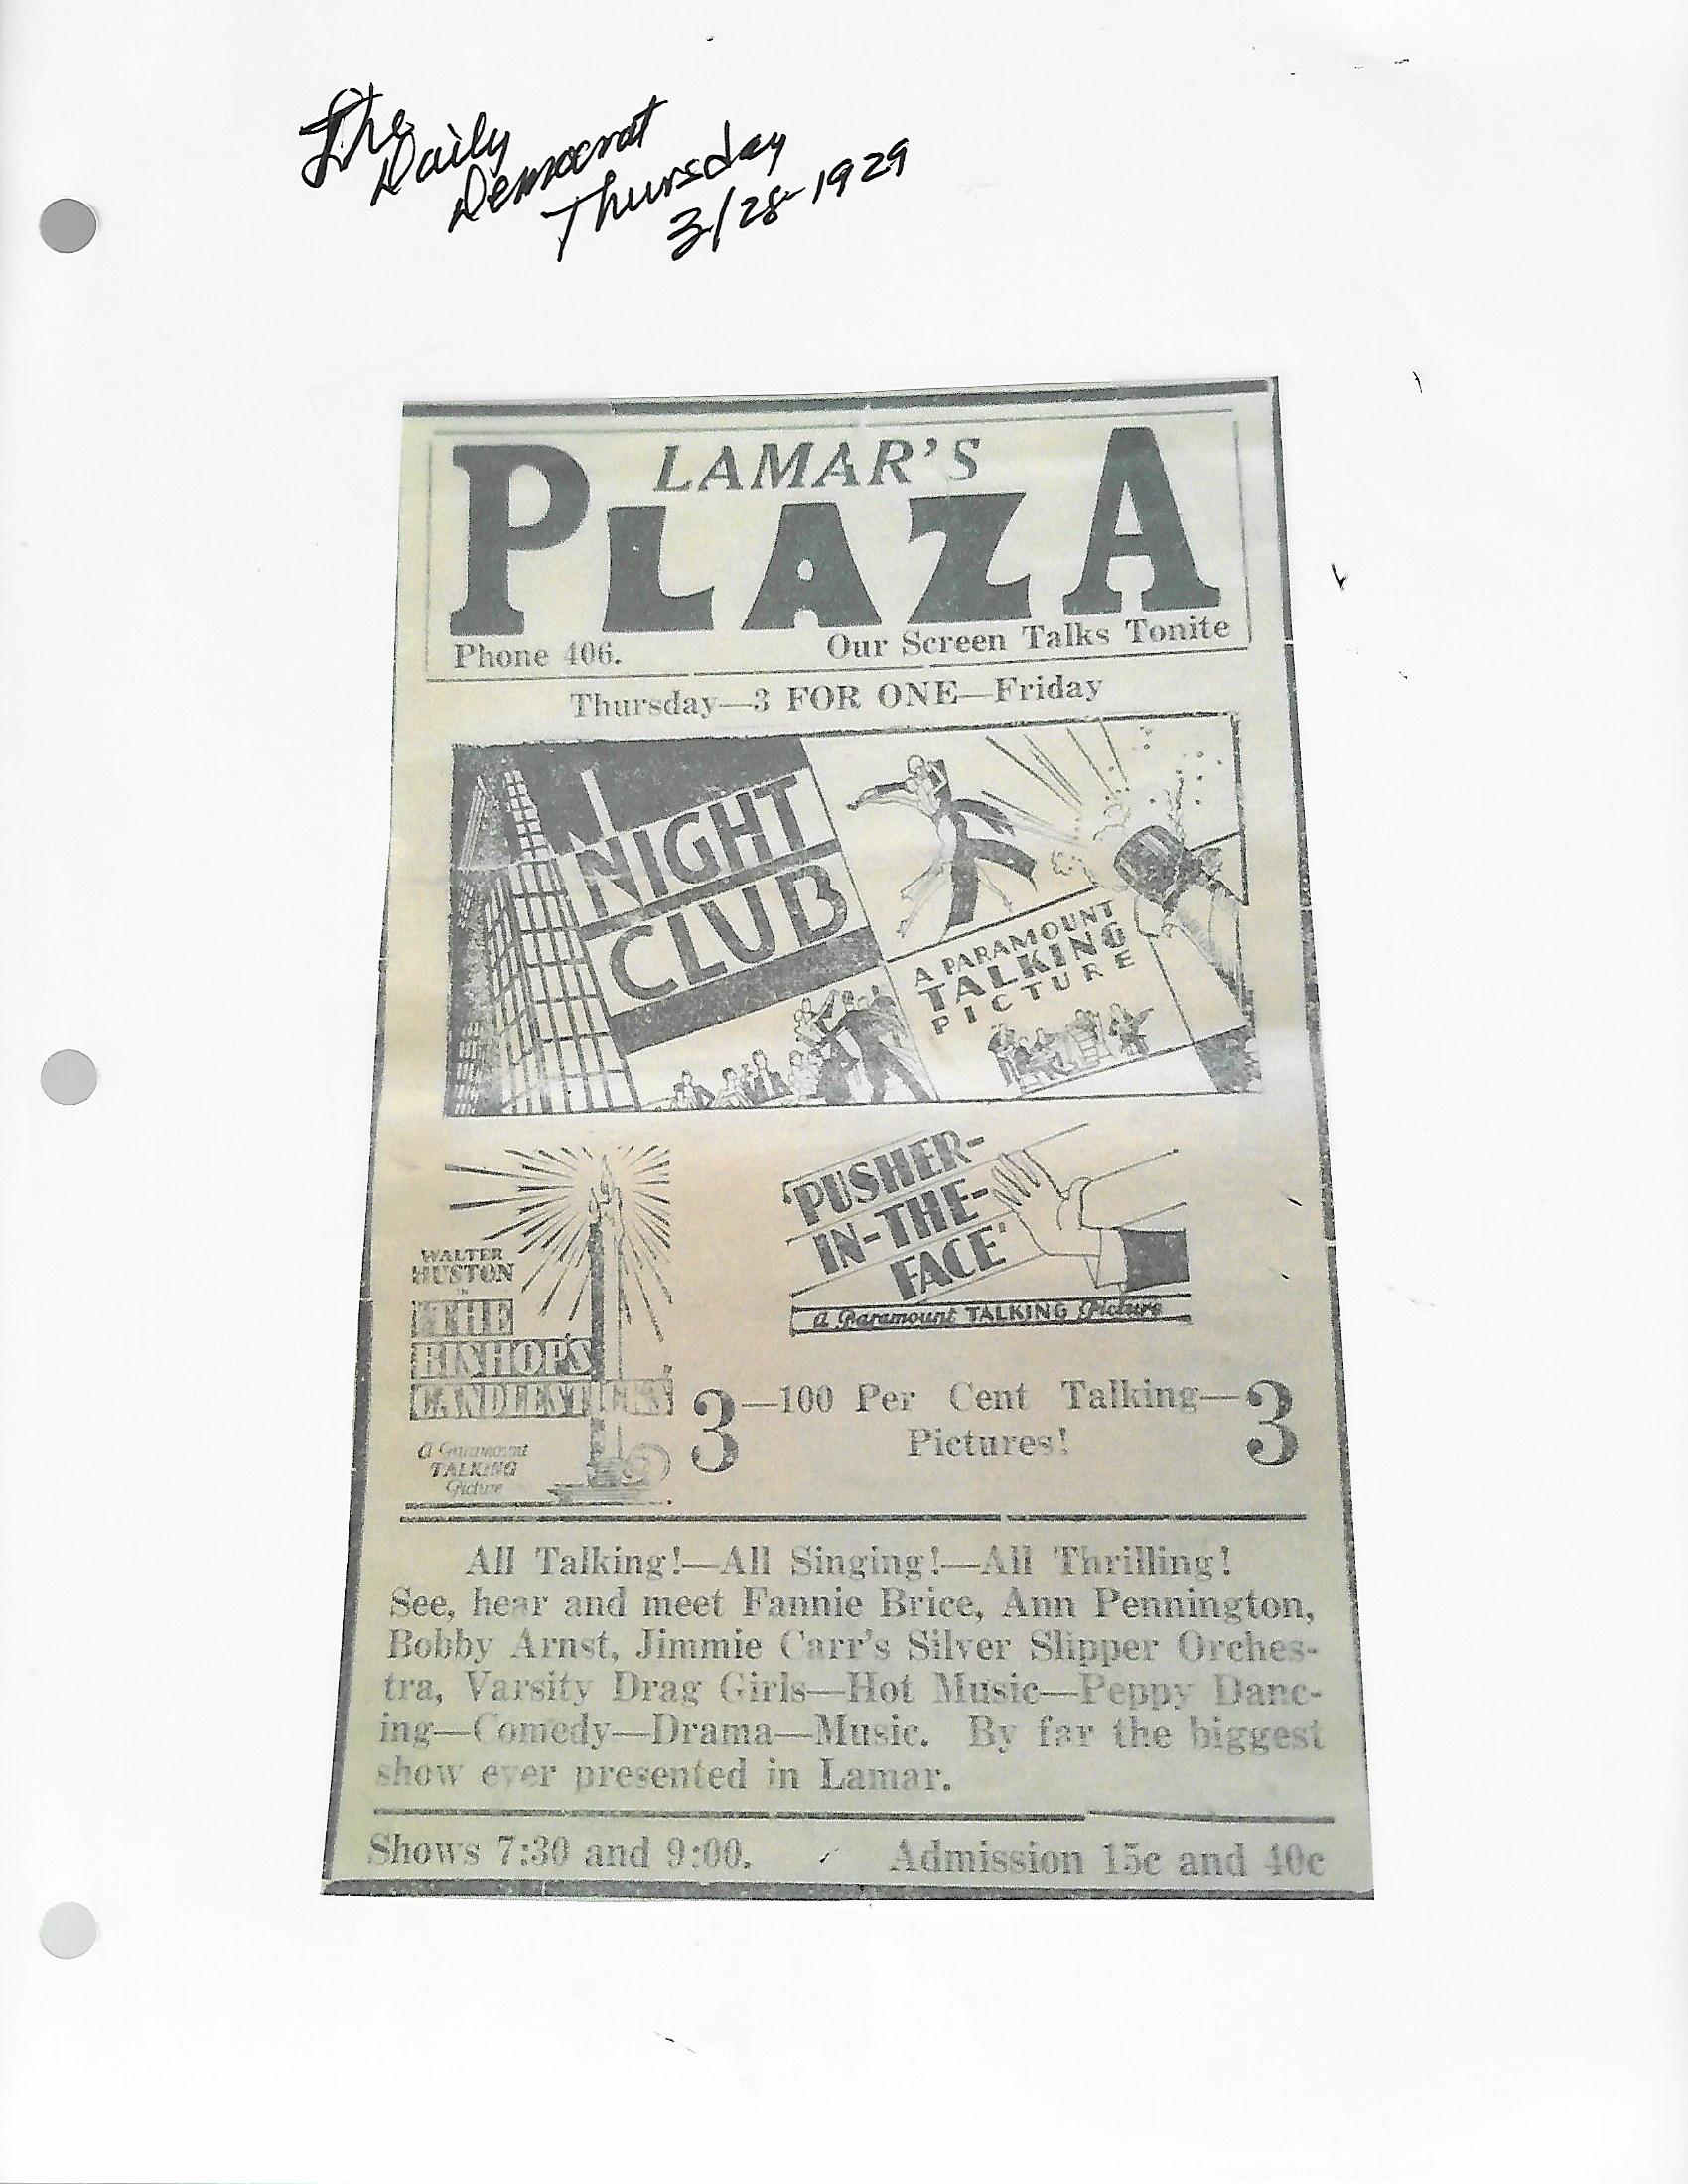 The
Daily
Democrat
Thursday
3/28-1929
LAMAR'S
PLAZA
Phone 406. Our Screen Talks Tonite
Thursday—3 FOR ONE—Friday
NIGHT
CLUB
A PARAMOUNT
TALKING
PICTURE
'PUSHER-
IN-THE-
FACE'
a Paramount TALKING Picture
WALTER
HUSTON
IN
THE
BISHOP'S
CANDLESTICKS
A Paramount
TALKING
Picture
3—100 Per Cent Talking—3
Pictures!
All Talking!—All Singing!—All Thrilling!
See, hear and meet Fannie Brice, Ann Pennington,
Bobby Arnst, Jimmie Carr's Silver Slipper Orches-
tra, Varsity Drag Girls—Hot Music—Peppy Danc-
ing—Comedy—Drama—Music. By far the biggest
show ever presented in Lamar.
Shows 7:30 and 9:00. Admission 15c and 40c